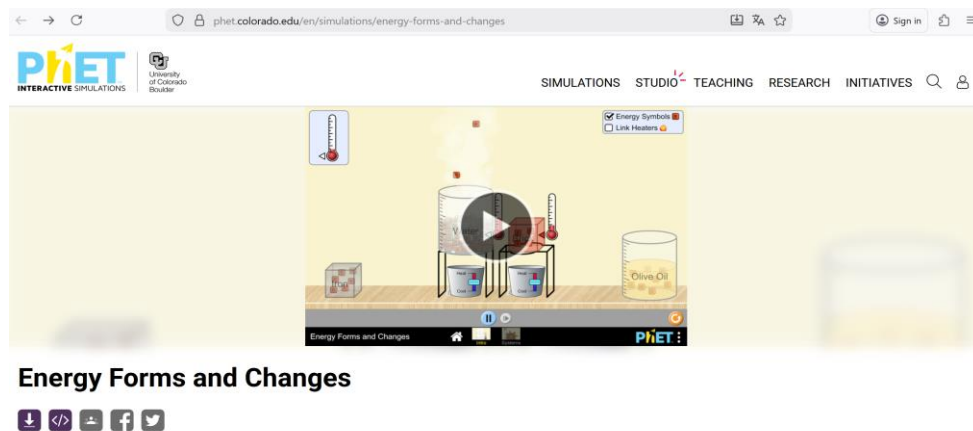 phet.colorado.edu/en/simulations/energy-forms-and-changes
Sign in
PhET
INTERACTIVE SIMULATIONS
University
of Colorado
Boulder
SIMULATIONS STUDIO TEACHING RESEARCH INITIATIVES
Energy Symbols
Link Heaters
Water
Iron
Olive Oil
Heat
Cool
Heat
Cool
Energy Forms and Changes
Intro
Systems
PhET
Energy Forms and Changes